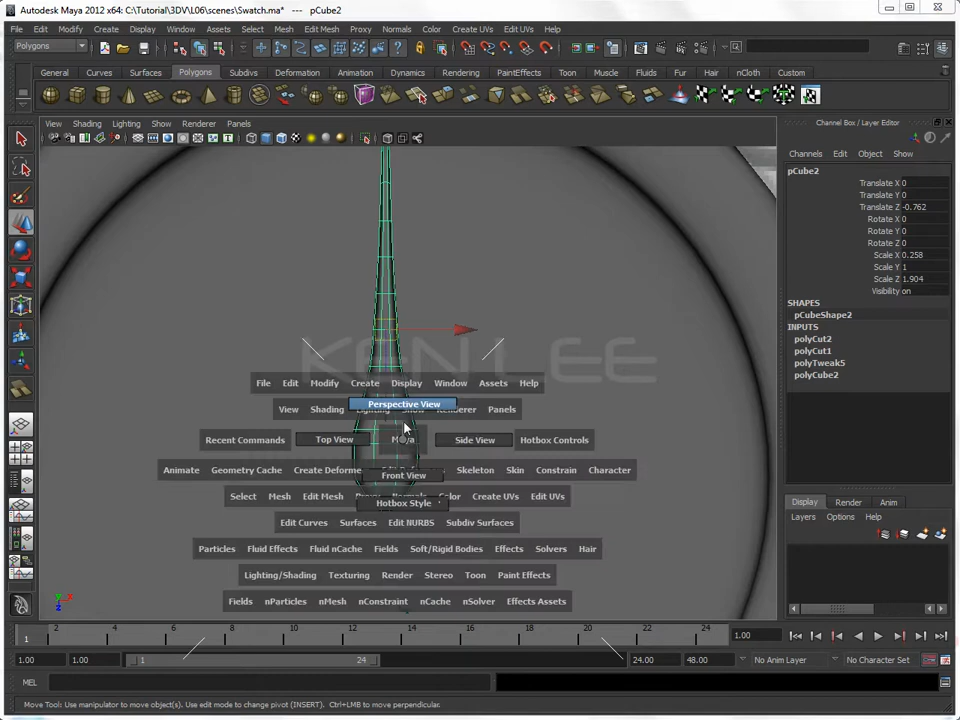 Autodesk Maya 2012 x64: C:\Tutorial\3DV\L06\scenes\Swatch.ma* --- pCube2
File Edit Modify Create Display Window Assets Select Mesh Edit Mesh Proxy Normals Color Create UVs Edit UVs Help
Polygons
General Curves Surfaces Polygons Subdivs Deformation Animation Dynamics Rendering PaintEffects Toon Muscle Fluids Fur Hair nCloth Custom
View Shading Lighting Show Renderer Panels
Channel Box / Layer Editor
Channels Edit Object Show
pCube2
Translate X 0
Translate Y 0
Translate Z -0.762
Rotate X 0
Rotate Y 0
Rotate Z 0
Scale X 0.258
Scale Y 1
Scale Z 1.904
Visibility on
SHAPES
pCubeShape2
INPUTS
polyCut2
polyCut1
polyTweak5
polyCube2
KEN LEE
File Edit Modify Create Display Window Assets Help
Perspective View
View Shading Lighting Show Renderer Panels
Recent Commands Top View Maya Side View Hotbox Controls
Animate Geometry Cache Create Deforme Skeleton Skin Constrain Character
Front View
Select Mesh Edit Mesh Proxy Normals Color Create UVs Edit UVs
Hotbox Style
Edit Curves Surfaces Edit NURBS Subdiv Surfaces
Particles Fluid Effects Fluid nCache Fields Soft/Rigid Bodies Effects Solvers Hair
Lighting/Shading Texturing Render Stereo Toon Paint Effects
Fields nParticles nMesh nConstraint nCache nSolver Effects Assets
Display Render Anim
Layers Options Help
1 2 4 6 8 10 12 14 16 18 20 22 24 1.00
1.00 1.00 1 24 24.00 48.00 No Anim Layer No Character Set
MEL
Move Tool: Use manipulator to move object(s). Use edit mode to change pivot (INSERT). Ctrl+LMB to move perpendicular.